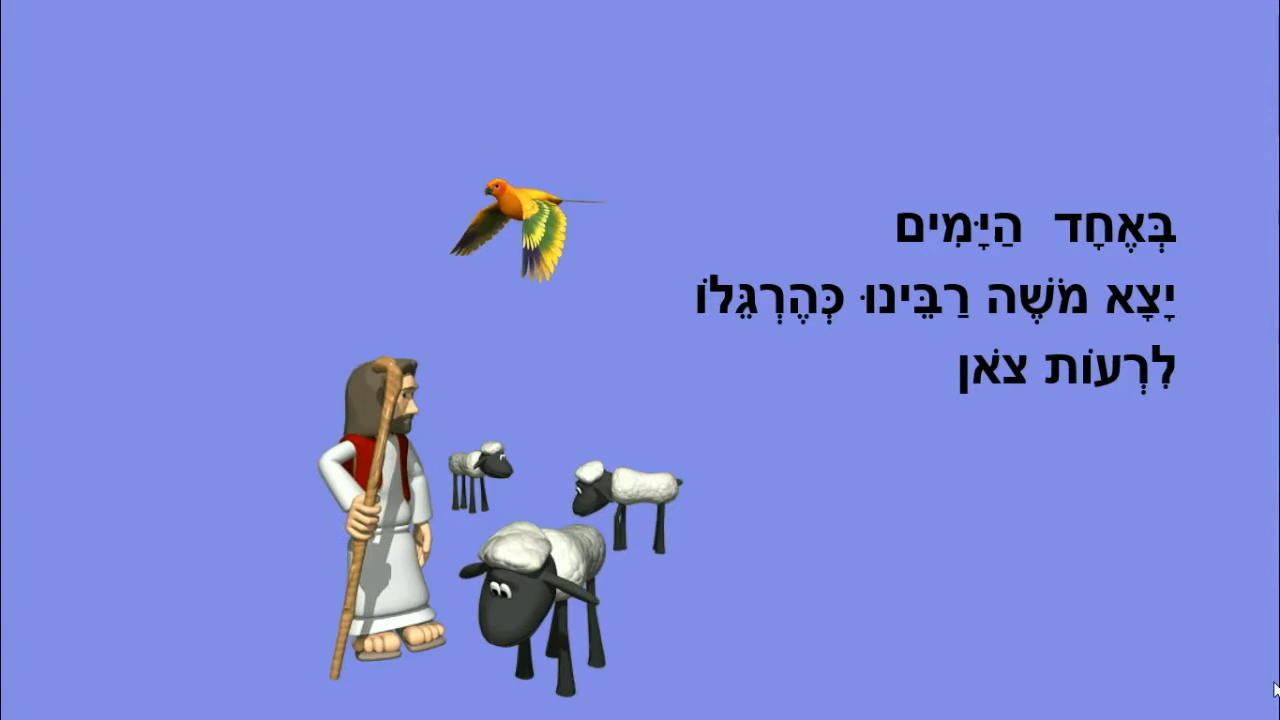 בְּאֶחָד הַיָּמִים
יָצָא מֹשֶׁה רַבֵּינוּ כְּהֶרְגֵּלוֹ
לִרְעוֹת צֹאן